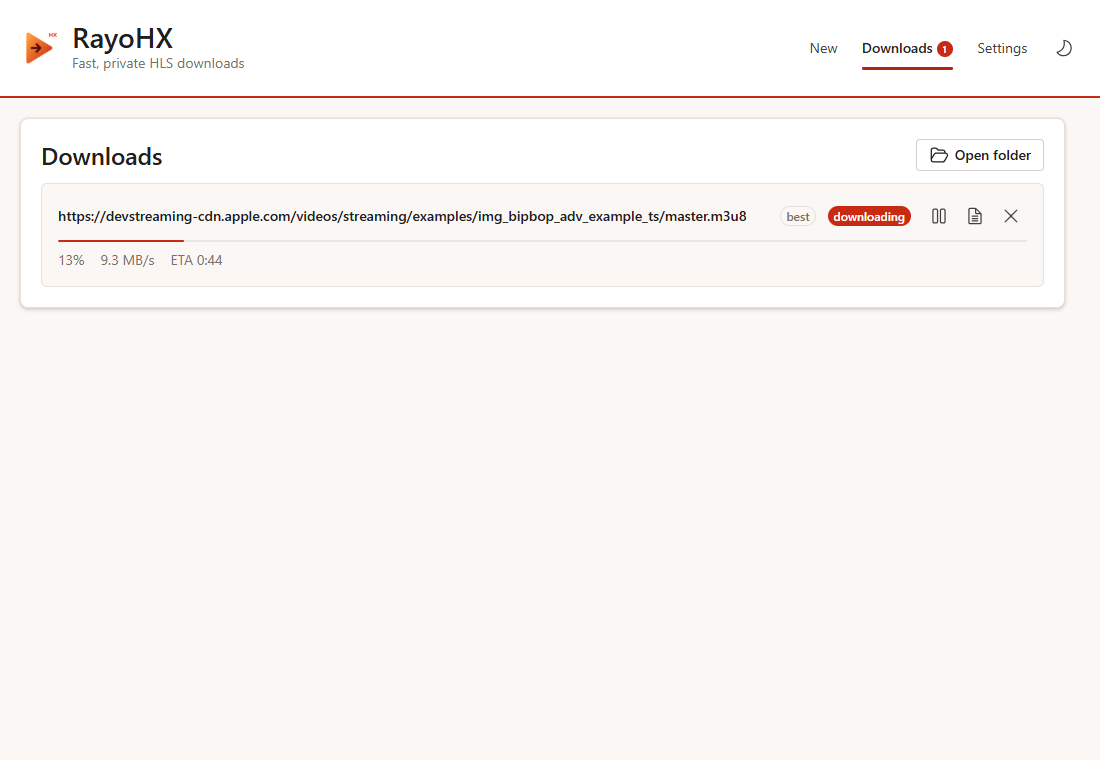 HX
RayoHX
Fast, private HLS downloads
New
Downloads 1
Settings
Downloads
Open folder
https://devstreaming-cdn.apple.com/videos/streaming/examples/img_bipbop_adv_example_ts/master.m3u8
best
downloading
13% 9.3 MB/s ETA 0:44